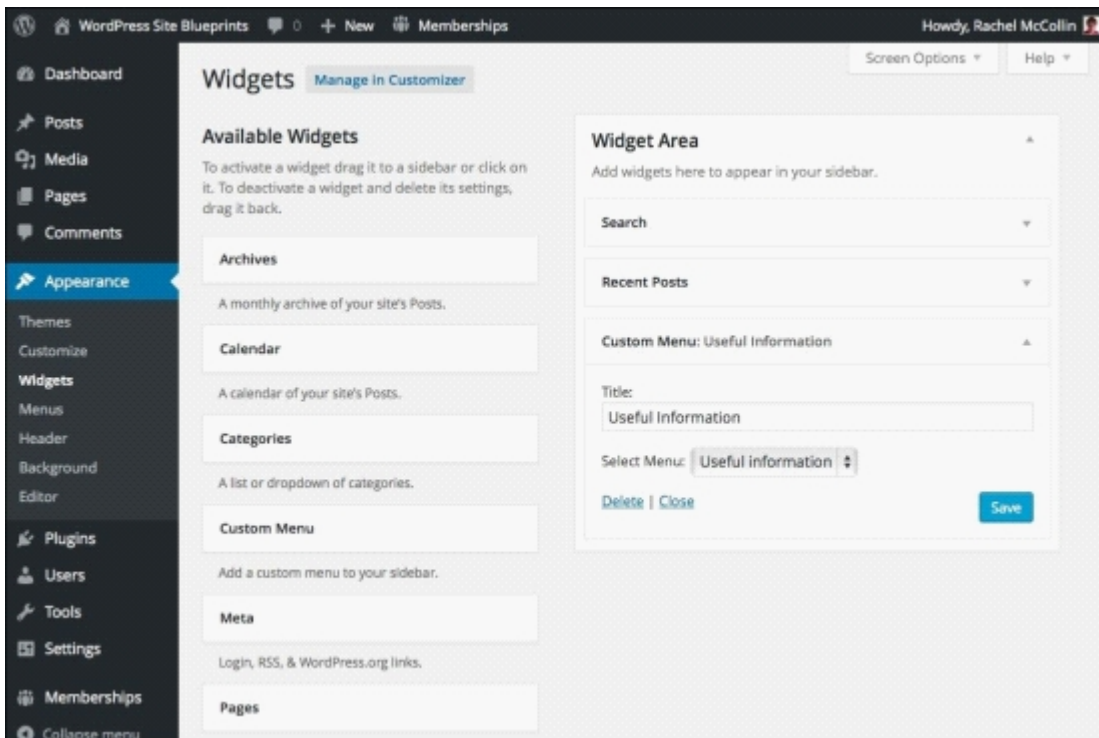 WordPress Site Blueprints 0 + New Memberships Howdy, Rachel McCollin
Screen Options Help
Dashboard
Posts
Media
Pages
Comments
Appearance
Themes
Customize
Widgets
Menus
Header
Background
Editor
Plugins
Users
Tools
Settings
Memberships
Collapse menu
Widgets Manage in Customizer
Available Widgets
To activate a widget drag it to a sidebar or click on
it. To deactivate a widget and delete its settings,
drag it back.
Archives
A monthly archive of your site's Posts.
Calendar
A calendar of your site's Posts.
Categories
A list or dropdown of categories.
Custom Menu
Add a custom menu to your sidebar.
Meta
Login, RSS, & WordPress.org links.
Pages
Widget Area
Add widgets here to appear in your sidebar.
Search
Recent Posts
Custom Menu: Useful Information
Title:
Useful Information
Select Menu: Useful information
Delete | Close
Save